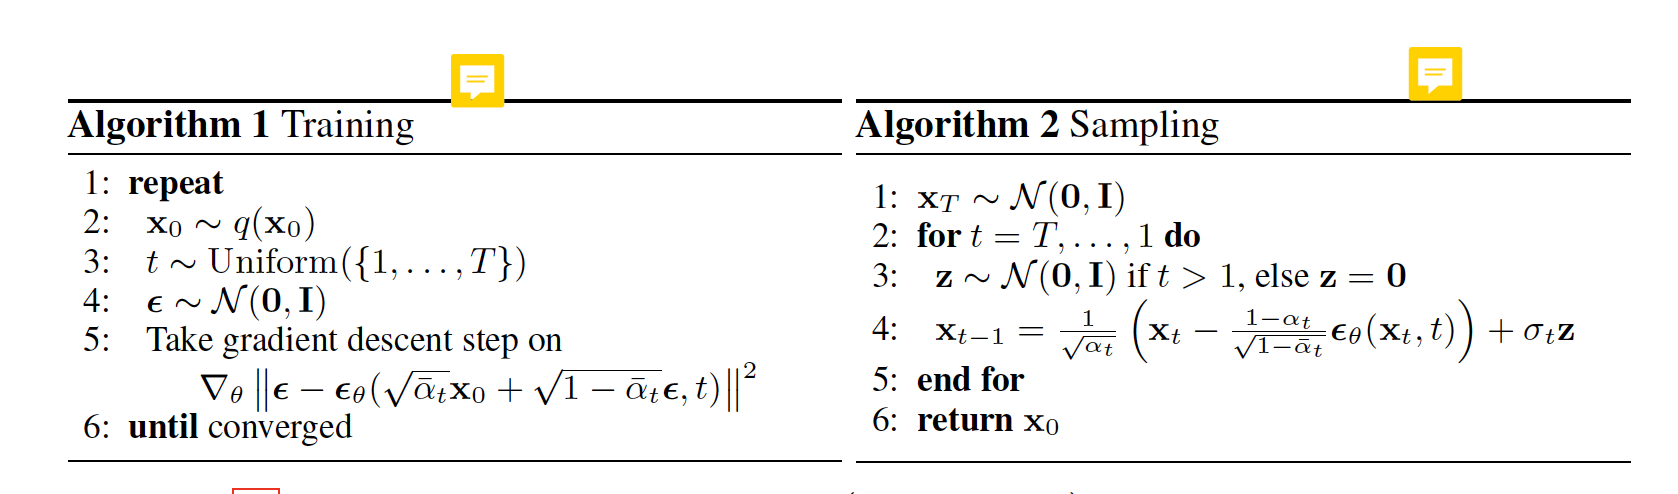 Algorithm 1 Training
1: repeat
2: x₀ ∼ q(x₀)
3: t ∼ Uniform({1, . . . , T})
4: ϵ ∼ 𝒩(0, I)
5: Take gradient descent step on
∇θ ‖ϵ − ϵθ(√ᾱₜx₀ + √1 − ᾱₜϵ, t)‖²
6: until converged
Algorithm 2 Sampling
1: x_T ∼ 𝒩(0, I)
2: for t = T, . . . , 1 do
3: z ∼ 𝒩(0, I) if t > 1, else z = 0
4: xₜ₋₁ = 1/√αₜ (xₜ − (1−αₜ)/√(1−ᾱₜ) ϵθ(xₜ, t)) + σₜz
5: end for
6: return x₀